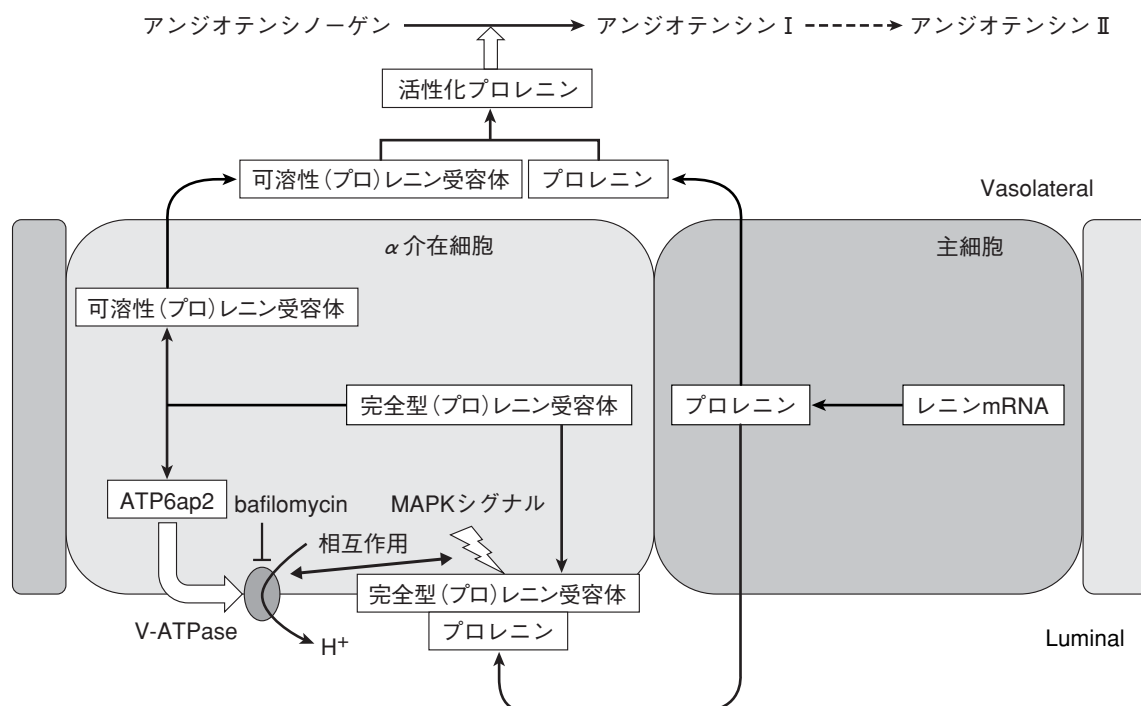 アンジオテンシノーゲン
アンジオテンシンⅠ
アンジオテンシンⅡ
活性化プロレニン
可溶性(プロ)レニン受容体
プロレニン
Vasolateral
α介在細胞
主細胞
可溶性(プロ)レニン受容体
完全型(プロ)レニン受容体
プロレニン
レニンmRNA
ATP6ap2
bafilomycin
MAPKシグナル
相互作用
完全型(プロ)レニン受容体
プロレニン
V-ATPase
H⁺
Luminal